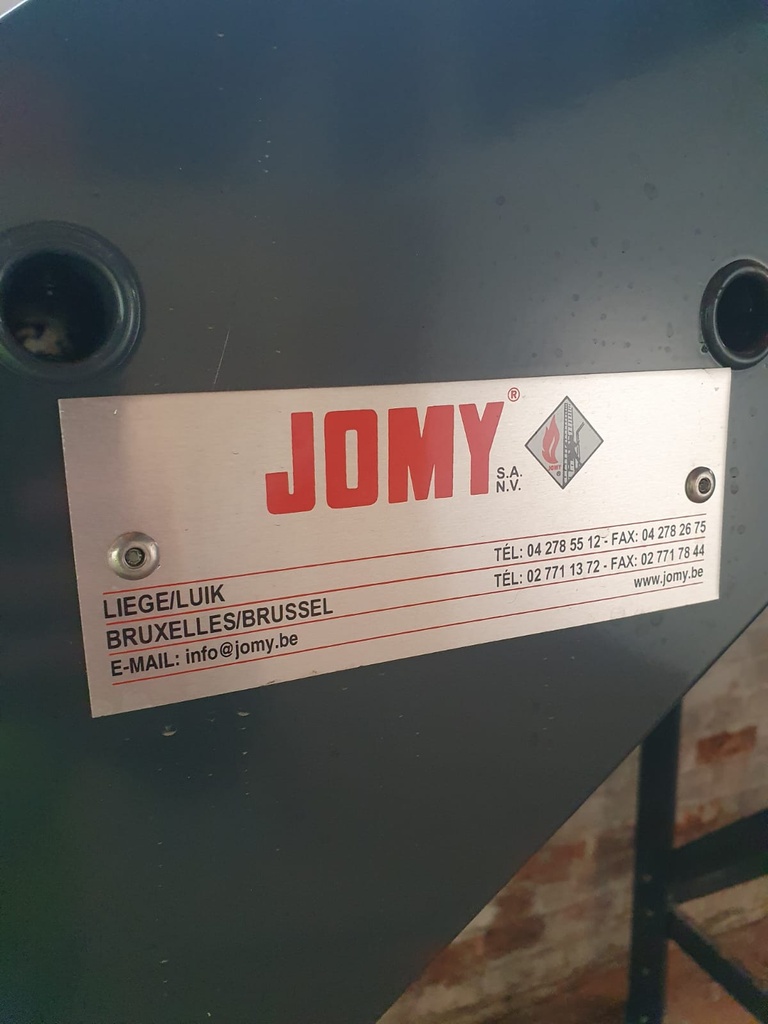 JOMY®
S.A.
N.V.
JOMY
LIEGE/LUIK TÉL: 04 278 55 12 - FAX: 04 278 26 75
BRUXELLES/BRUSSEL TÉL: 02 771 13 72 - FAX: 02 771 78 44
E-MAIL: info@jomy.be www.jomy.be